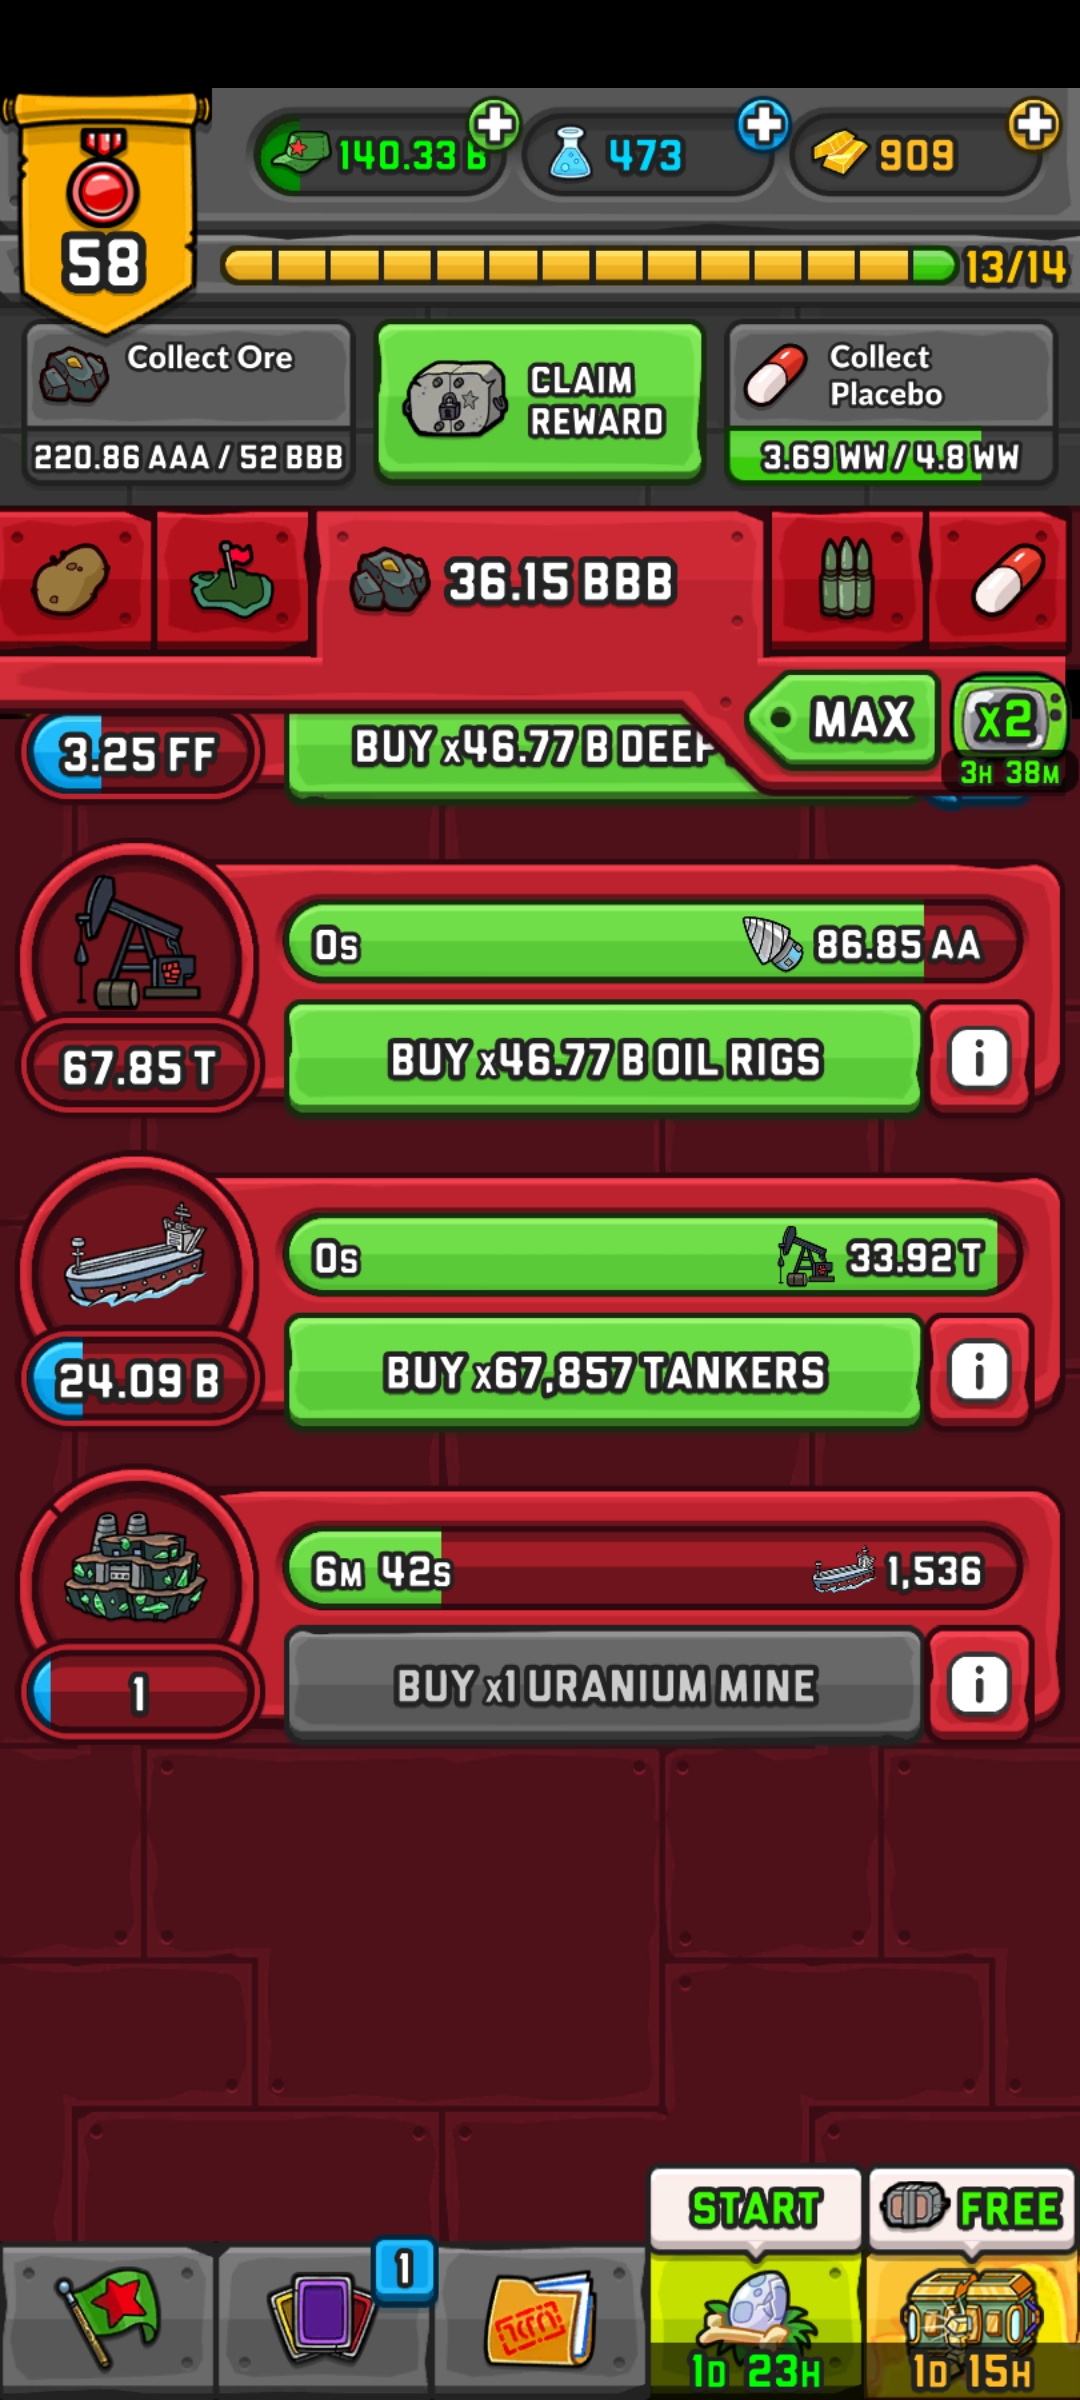 58
140.33 B
473
909
13/14
Collect Ore
220.86 AAA / 52 BBB
CLAIM
REWARD
Collect
Placebo
3.69 WW / 4.8 WW
36.15 BBB
MAX
x2
3H 38M
3.25 FF
BUY x46.77 B DEEP
0s
86.85 AA
67.85 T
BUY x46.77 B OIL RIGS
i
0s
33.92 T
24.09 B
BUY x67,857 TANKERS
i
6M 42s
1,536
1
BUY x1 URANIUM MINE
i
START
FREE
1
1D 23H
1D 15H